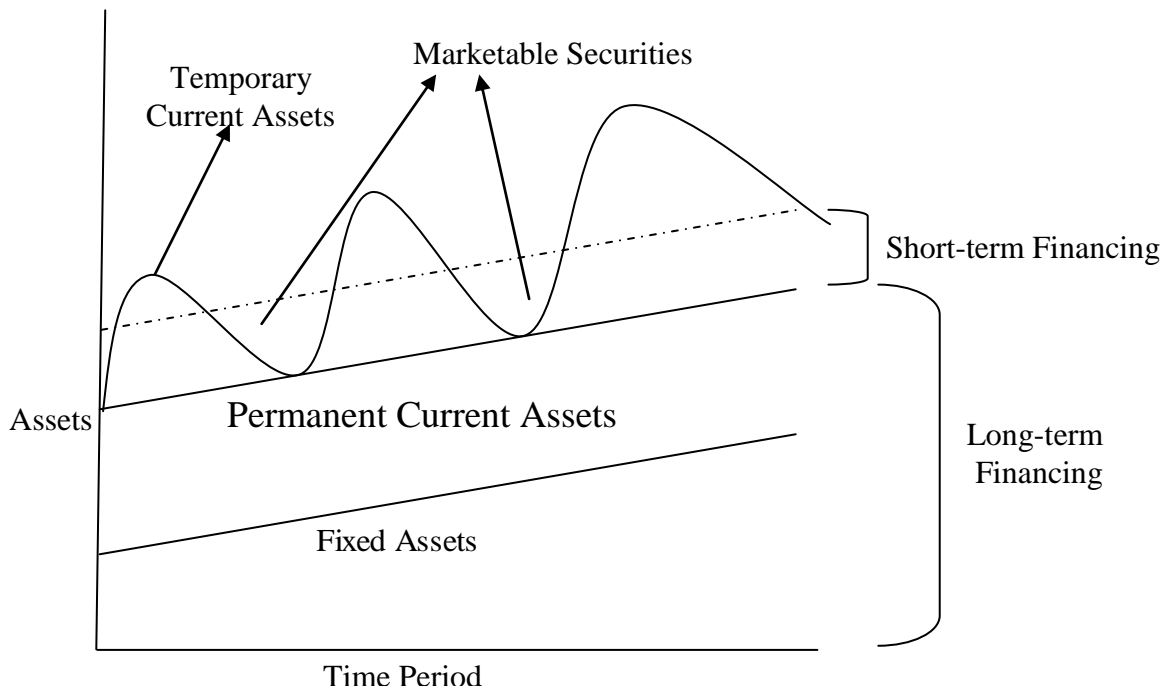 Marketable Securities
Temporary
Current Assets
Short-term Financing
Assets
Permanent Current Assets
Long-term
Financing
Fixed Assets
Time Period